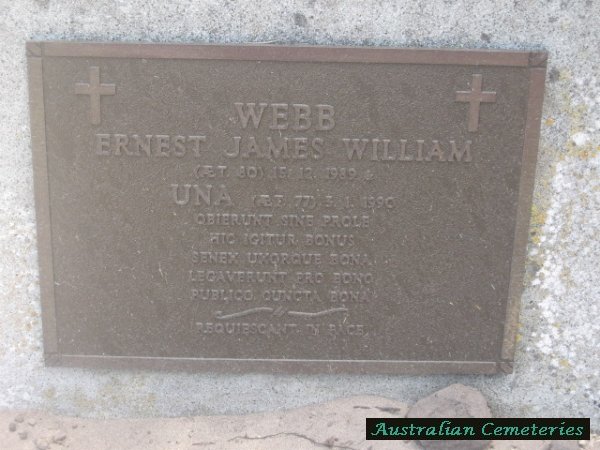 WEBB
ERNEST JAMES WILLIAM
(ÆT. 80) 15. 12. 1989 &
UNA (ÆT. 77) 5. 1. 1990
OBIERUNT SINE PROLE
HIC IGITUR BONUS
SENEX UXORQUE BONA
LEGAVERUNT PRO BONO
PUBLICO CUNCTA BONA
REQUIESCANT IN PACE
Australian Cemeteries